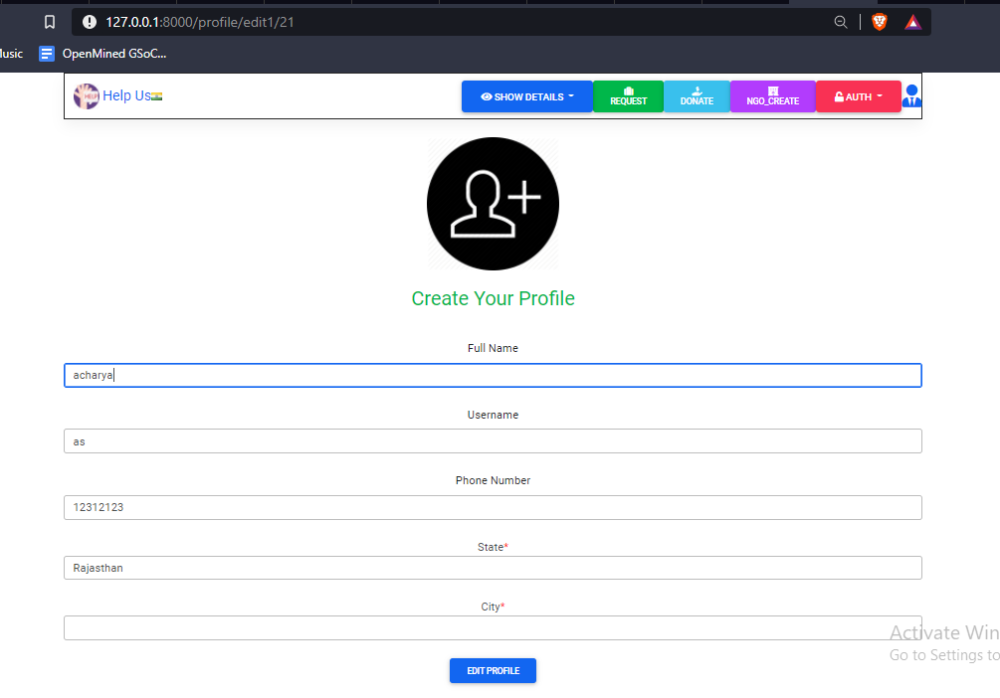 127.0.0.1:8000/profile/edit1/21
Music OpenMined GSoC...
HELP Help Us SHOW DETAILS REQUEST DONATE NGO_CREATE AUTH
Create Your Profile
Full Name
acharya
Username
as
Phone Number
12312123
State*
Rajasthan
City*
Activate Win
Go to Settings to
EDIT PROFILE